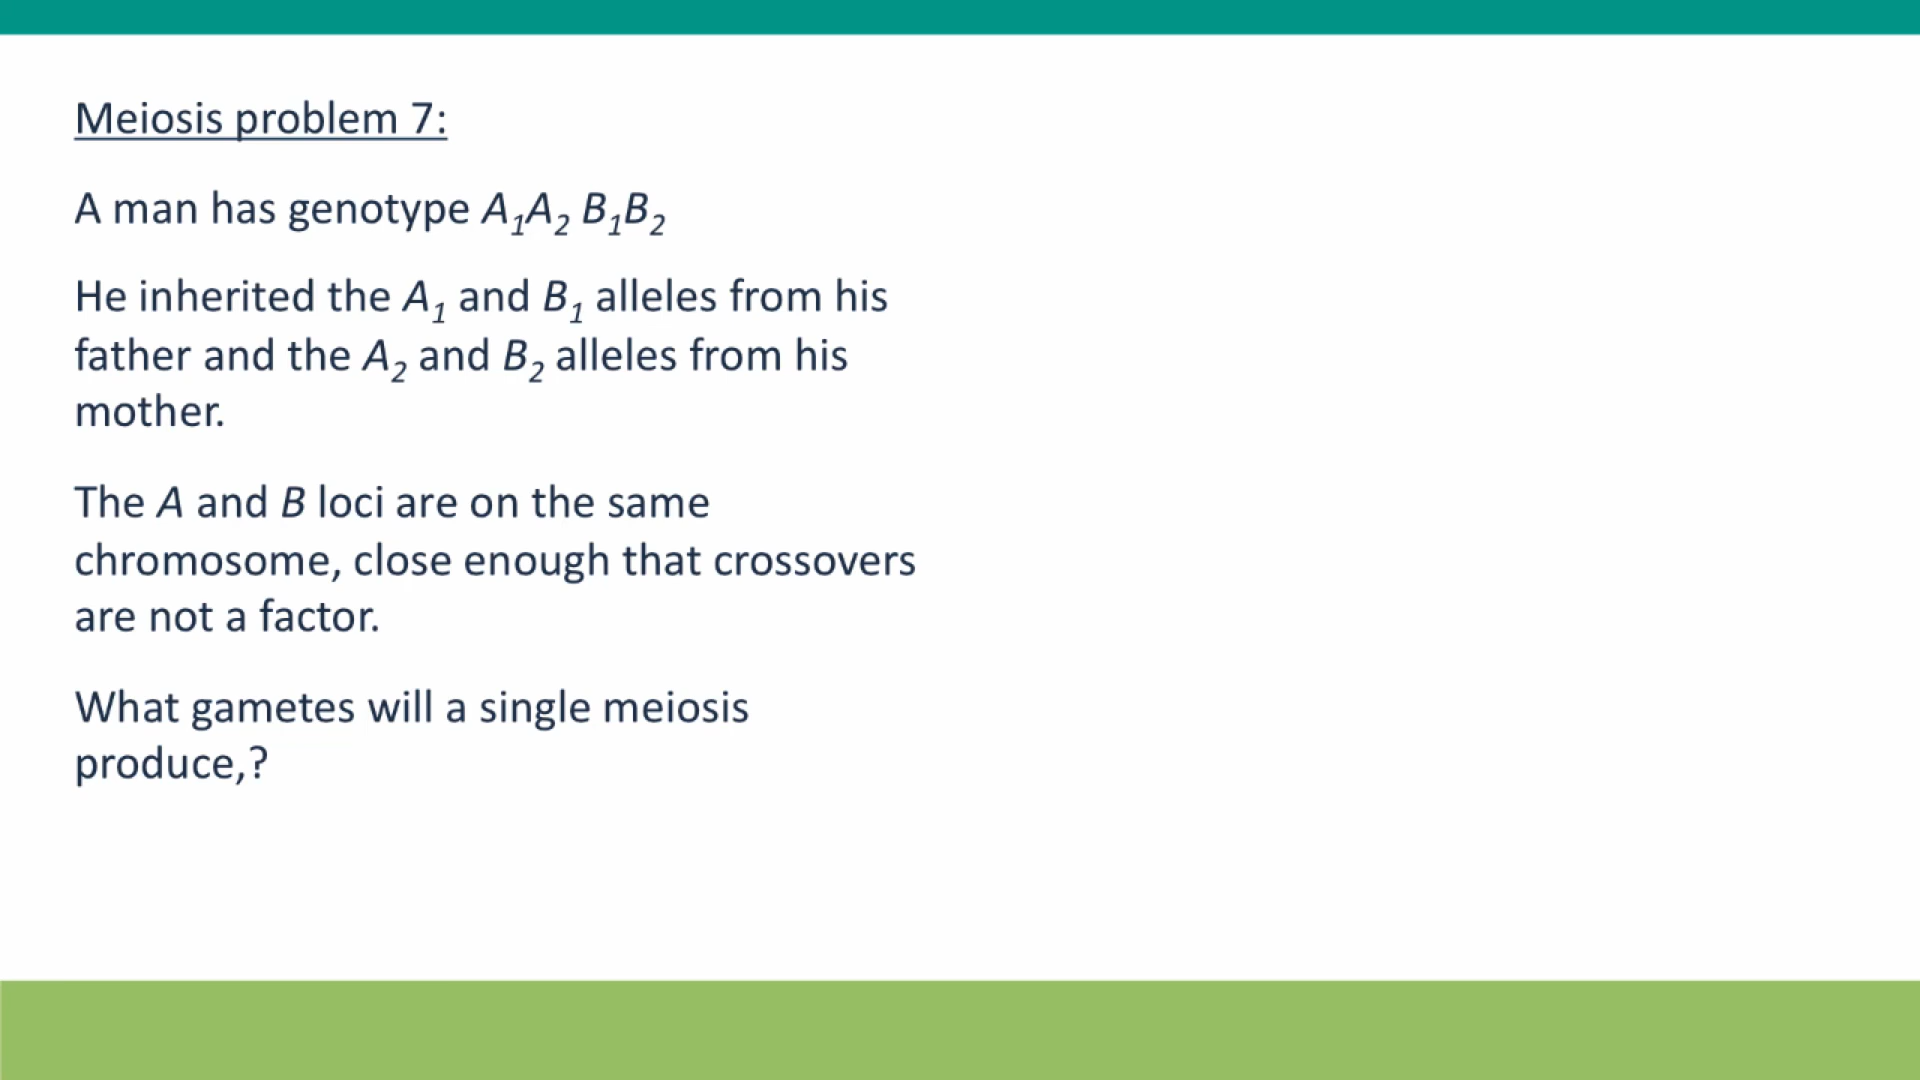 Meiosis problem 7:
A man has genotype A₁A₂ B₁B₂
He inherited the A₁ and B₁ alleles from his
father and the A₂ and B₂ alleles from his
mother.
The A and B loci are on the same
chromosome, close enough that crossovers
are not a factor.
What gametes will a single meiosis
produce,?